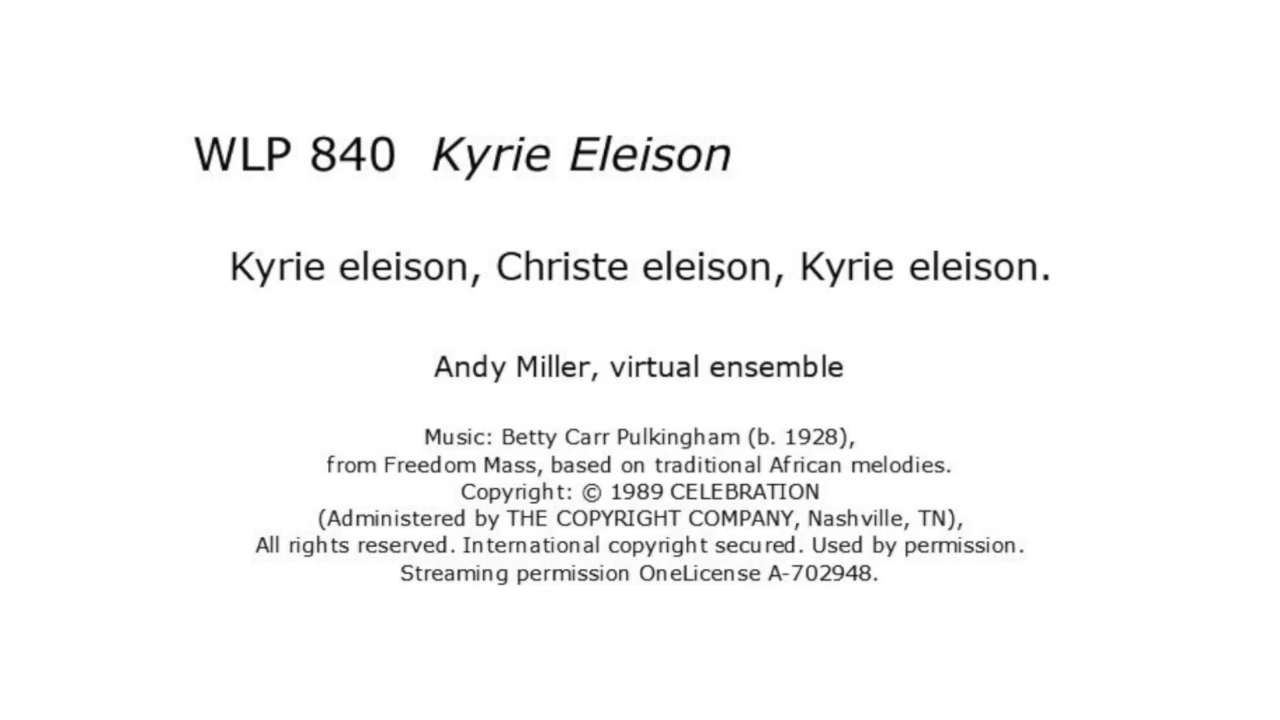 WLP 840 Kyrie Eleison
Kyrie eleison, Christe eleison, Kyrie eleison.
Andy Miller, virtual ensemble
Music: Betty Carr Pulkingham (b. 1928),
from Freedom Mass, based on traditional African melodies.
Copyright: © 1989 CELEBRATION
(Administered by THE COPYRIGHT COMPANY, Nashville, TN),
All rights reserved. International copyright secured. Used by permission.
Streaming permission OneLicense A-702948.